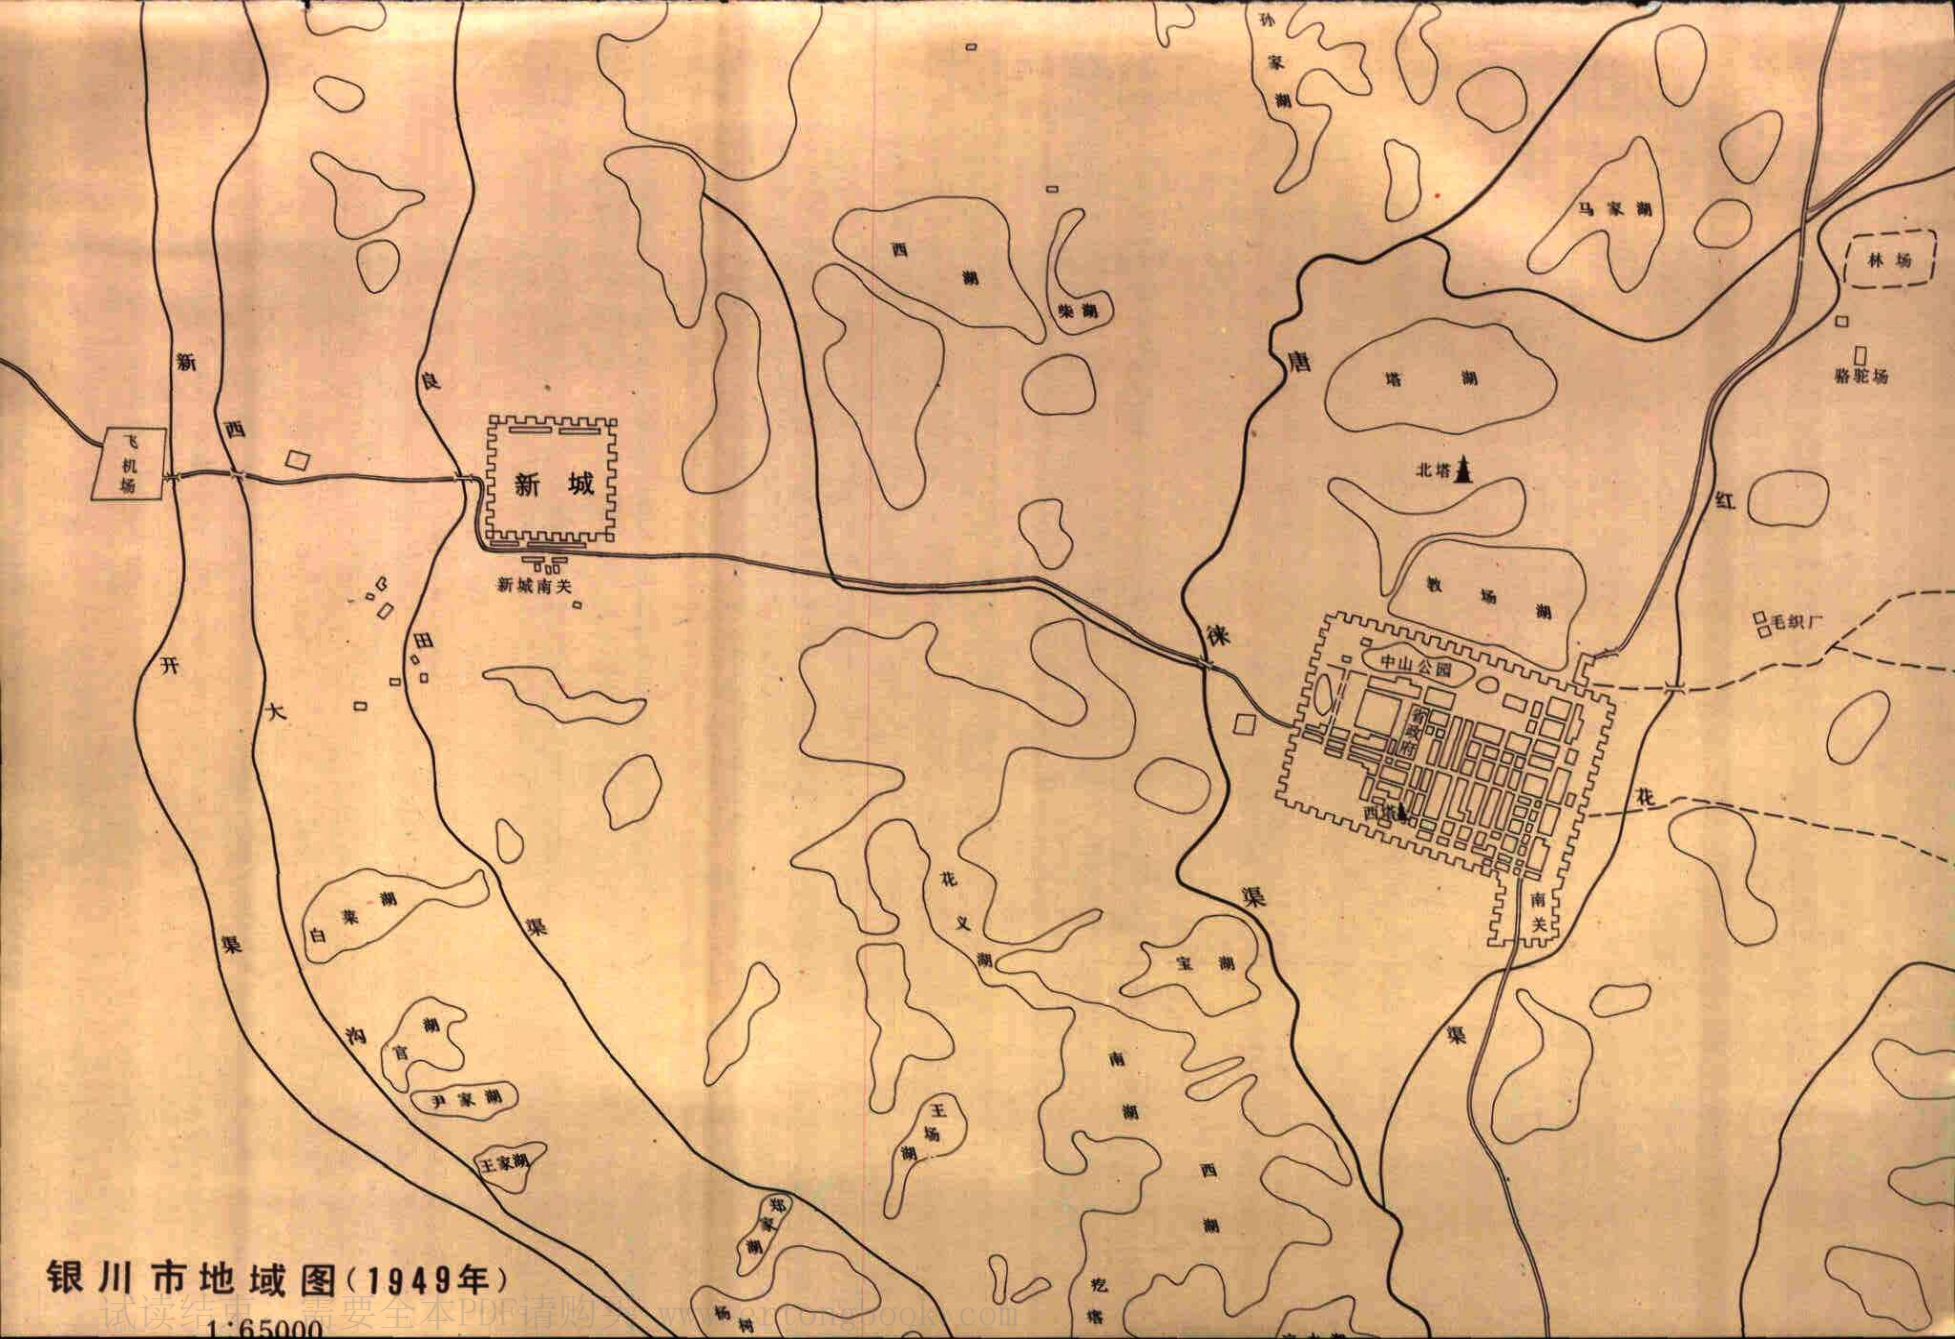 孙家湖
马家湖
西湖
林场
柴湖
新开渠
唐徕渠
西大沟
良田渠
塔湖
骆驼场
飞机场
新城
北塔
红花渠
新城南关
教场湖
毛织厂
中山公园
省政府
西塔
花义湖
南关
白菜湖
宝湖
官湖
南湖
尹家湖
王场湖
王家湖
西湖
郑家湖
疙塔
杨树
银川市地域图(1949年)
试读结束 需要全本PDF请购买
1:65000